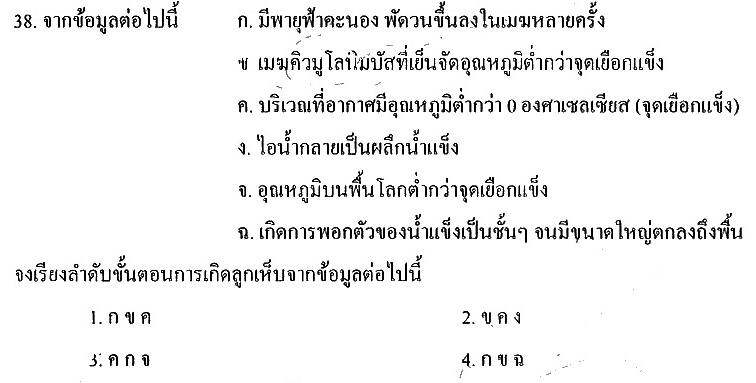 38. จากข้อมูลต่อไปนี้ ก. มีพายุฟ้าคะนอง พัดวนขึ้นลงในเมฆหลายครั้ง
ข เมฆคิวมูโลนิมบัสที่เย็นจัดอุณหภูมิต่ำกว่าจุดเยือกแข็ง
ค. บริเวณที่อากาศมีอุณหภูมิต่ำกว่า 0 องศาเซลเซียส (จุดเยือกแข็ง)
ง. ไอน้ำกลายเป็นผลึกน้ำแข็ง
จ. อุณหภูมิบนพื้นโลกต่ำกว่าจุดเยือกแข็ง
ฉ. เกิดการพอกตัวของน้ำแข็งเป็นชั้นๆ จนมีขนาดใหญ่ตกลงถึงพื้น
จงเรียงลำดับขั้นตอนการเกิดลูกเห็บจากข้อมูลต่อไปนี้
1. ก ข ค 2. ข ค ง
3. ค ก จ 4. ก ข ฉ